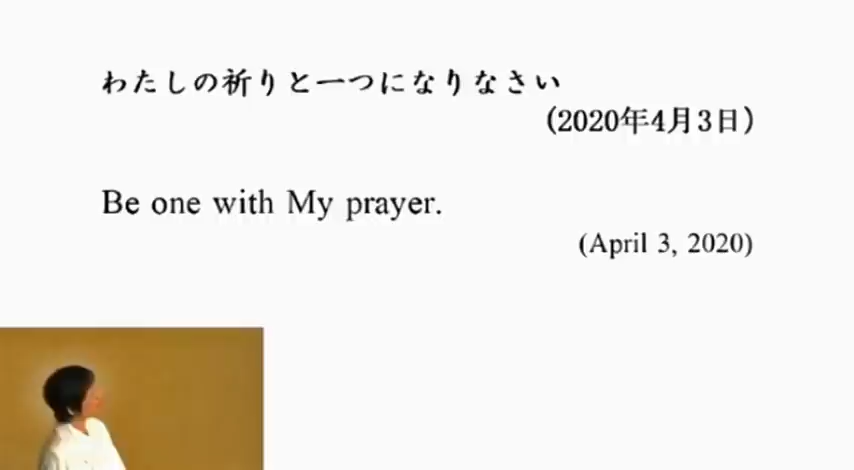 わたしの祈りと一つになりなさい
(2020年4月3日)
Be one with My prayer.
(April 3, 2020)